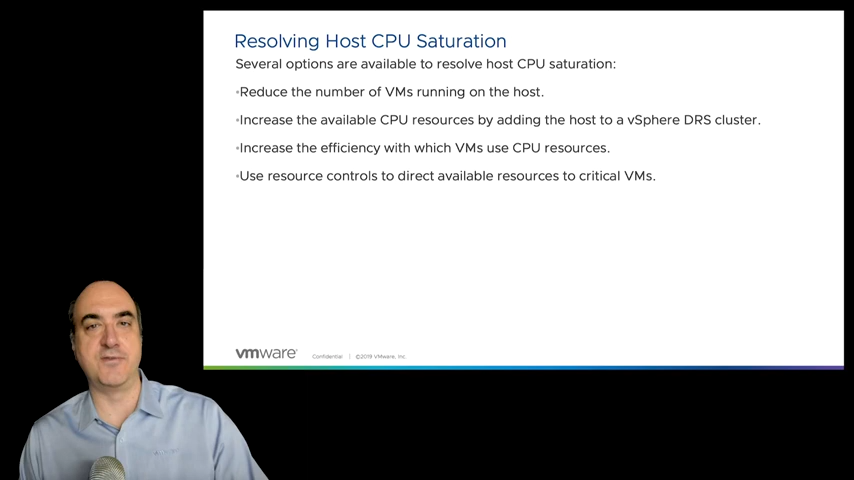 Resolving Host CPU Saturation
Several options are available to resolve host CPU saturation:
•Reduce the number of VMs running on the host.
•Increase the available CPU resources by adding the host to a vSphere DRS cluster.
•Increase the efficiency with which VMs use CPU resources.
•Use resource controls to direct available resources to critical VMs.
vmware®
Confidential | ©2019 VMware, Inc.